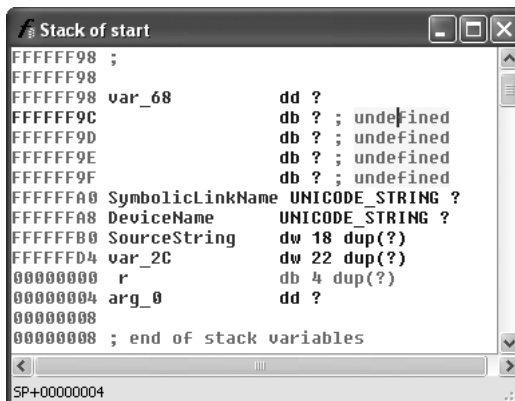 Stack of start
FFFFFF98 ;
FFFFFF98
FFFFFF98 var_68 dd ?
FFFFFF9C db ? ; undefined
FFFFFF9D db ? ; undefined
FFFFFF9E db ? ; undefined
FFFFFF9F db ? ; undefined
FFFFFFA0 SymbolicLinkName UNICODE_STRING ?
FFFFFFA8 DeviceName UNICODE_STRING ?
FFFFFFB0 SourceString dw 18 dup(?)
FFFFFFD4 var_2C dw 22 dup(?)
00000000 r db 4 dup(?)
00000004 arg_0 dd ?
00000008
00000008 ; end of stack variables
SP+00000004